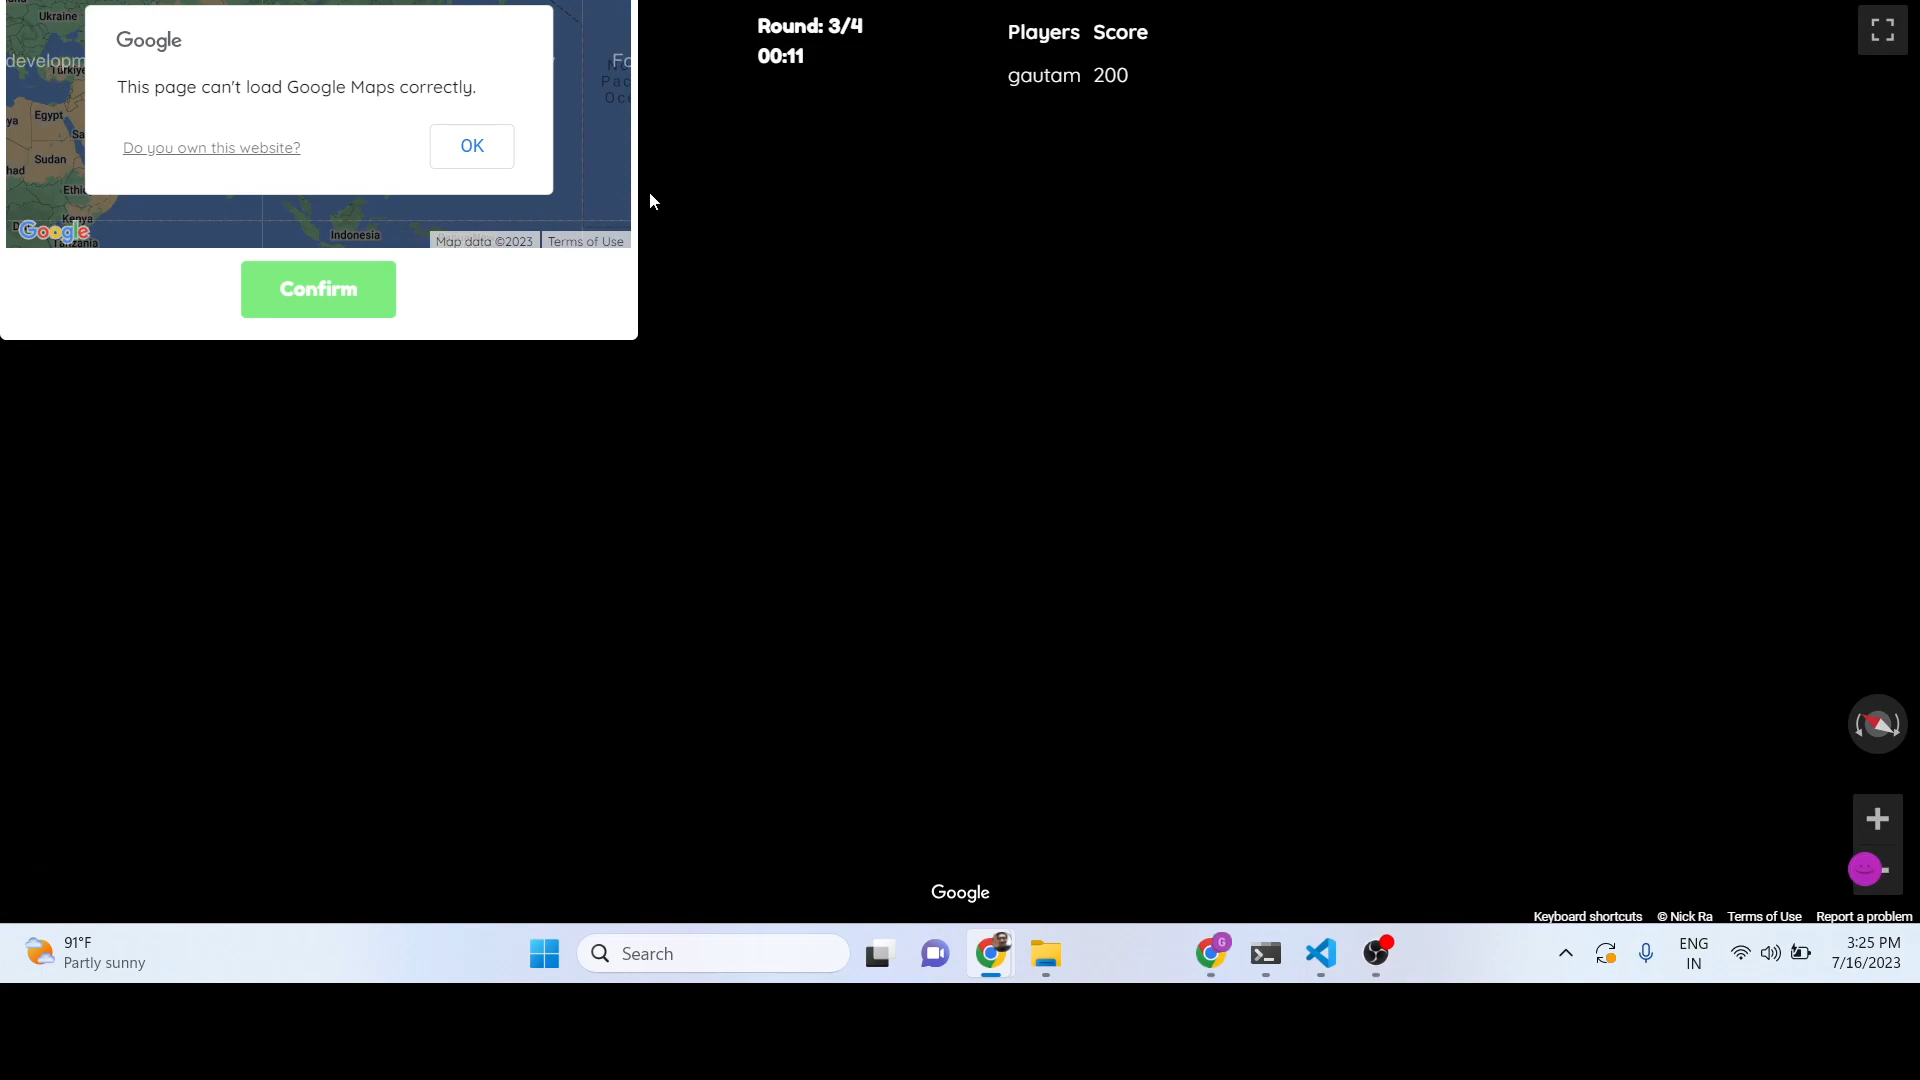 Google
This page can't load Google Maps correctly.
Do you own this website?
OK
Ukraine
developm
Türkiye
Egypt
Sudan
Kenya
Tanzania
Indonesia
Google
Map data ©2023
Terms of Use
Confirm
Round: 3/4
00:11
Players Score
gautam 200
Google
Keyboard shortcuts
© Nick Ra
Terms of Use
Report a problem
91°F
Partly sunny
Search
G
ENG
IN
3:25 PM
7/16/2023